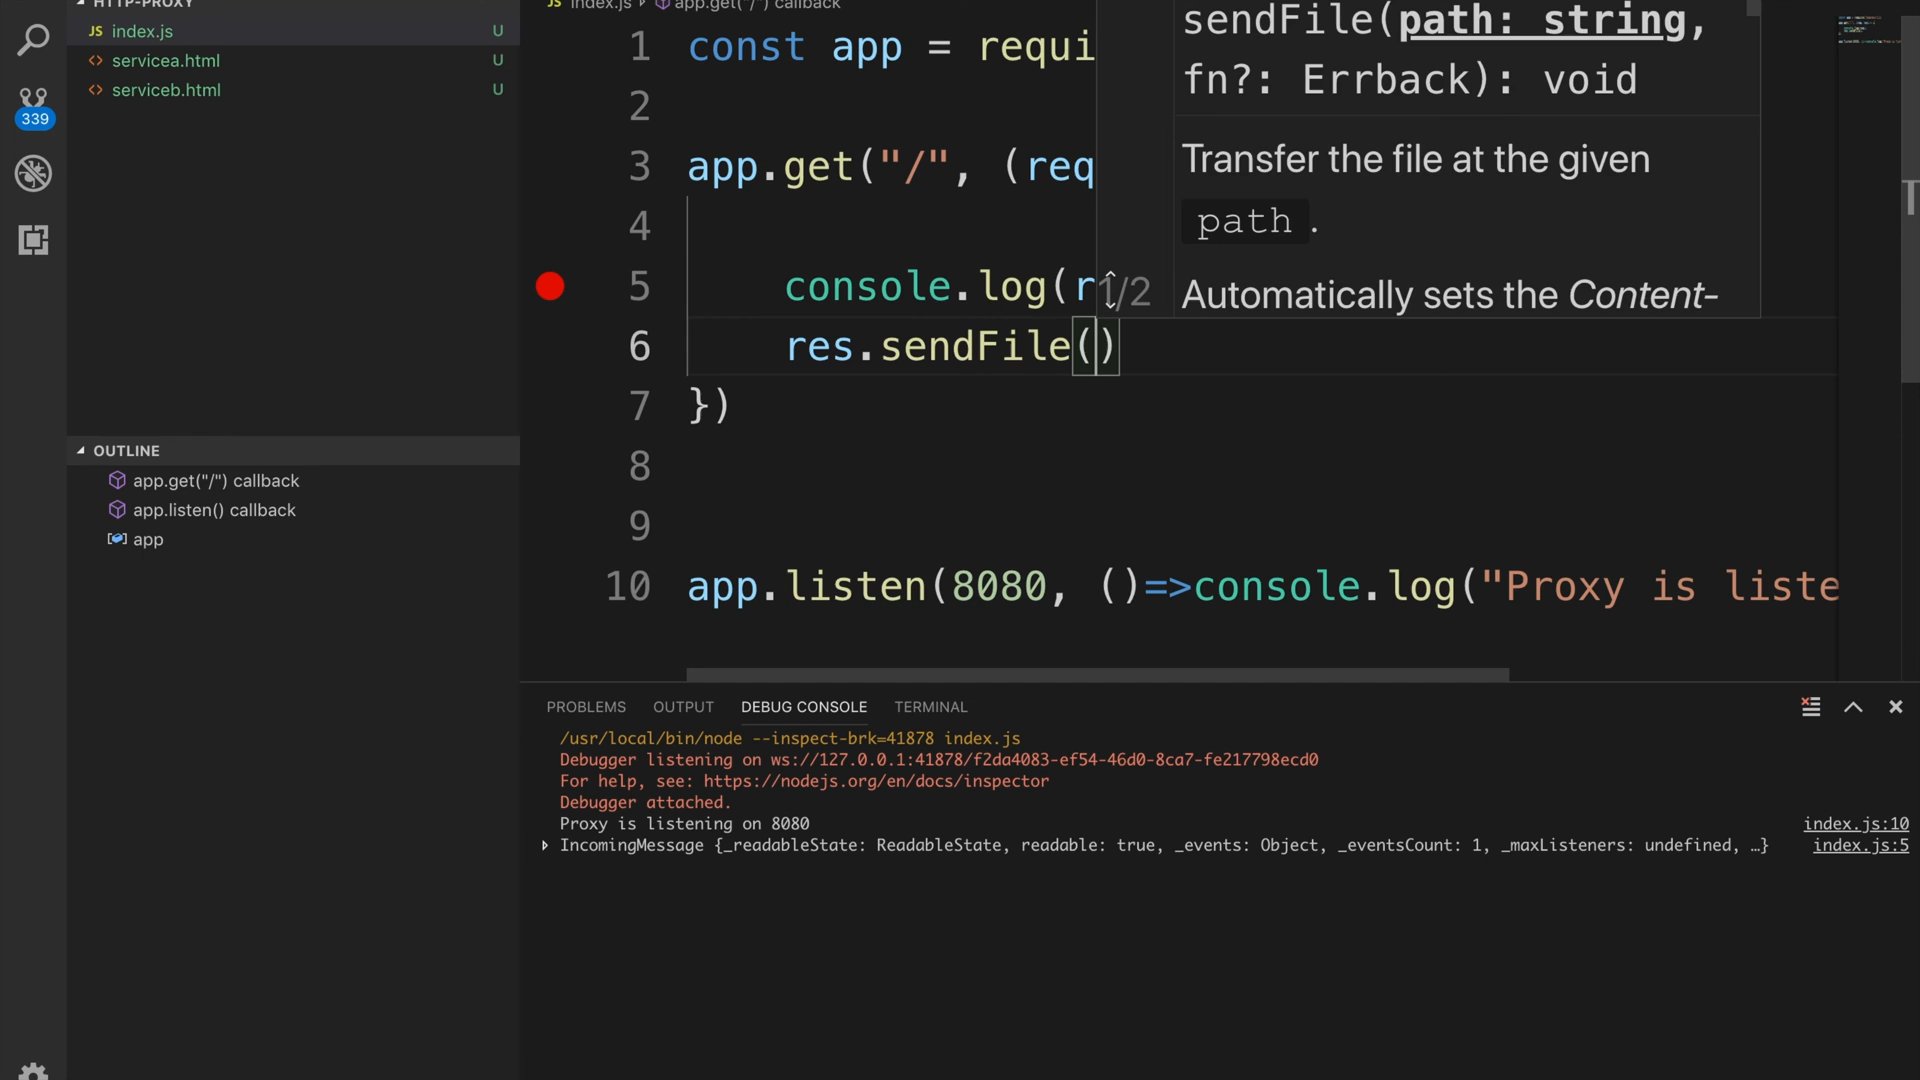 HTTP-PROXY
JS index.js U
<> servicea.html U
<> serviceb.html U
339
OUTLINE
app.get("/") callback
app.listen() callback
app
JS index.js app.get("/") callback
1 const app = requi
2
3 app.get("/", (req
4
5 console.log(r
6 res.sendFile()
7 })
8
9
10 app.listen(8080, ()=>console.log("Proxy is liste
1/2
sendFile(path: string,
fn?: Errback): void
Transfer the file at the given
path .
Automatically sets the Content-
PROBLEMS OUTPUT DEBUG CONSOLE TERMINAL
/usr/local/bin/node --inspect-brk=41878 index.js
Debugger listening on ws://127.0.0.1:41878/f2da4083-ef54-46d0-8ca7-fe217798ecd0
For help, see: https://nodejs.org/en/docs/inspector
Debugger attached.
Proxy is listening on 8080 index.js:10
IncomingMessage {_readableState: ReadableState, readable: true, _events: Object, _eventsCount: 1, _maxListeners: undefined, …} index.js:5